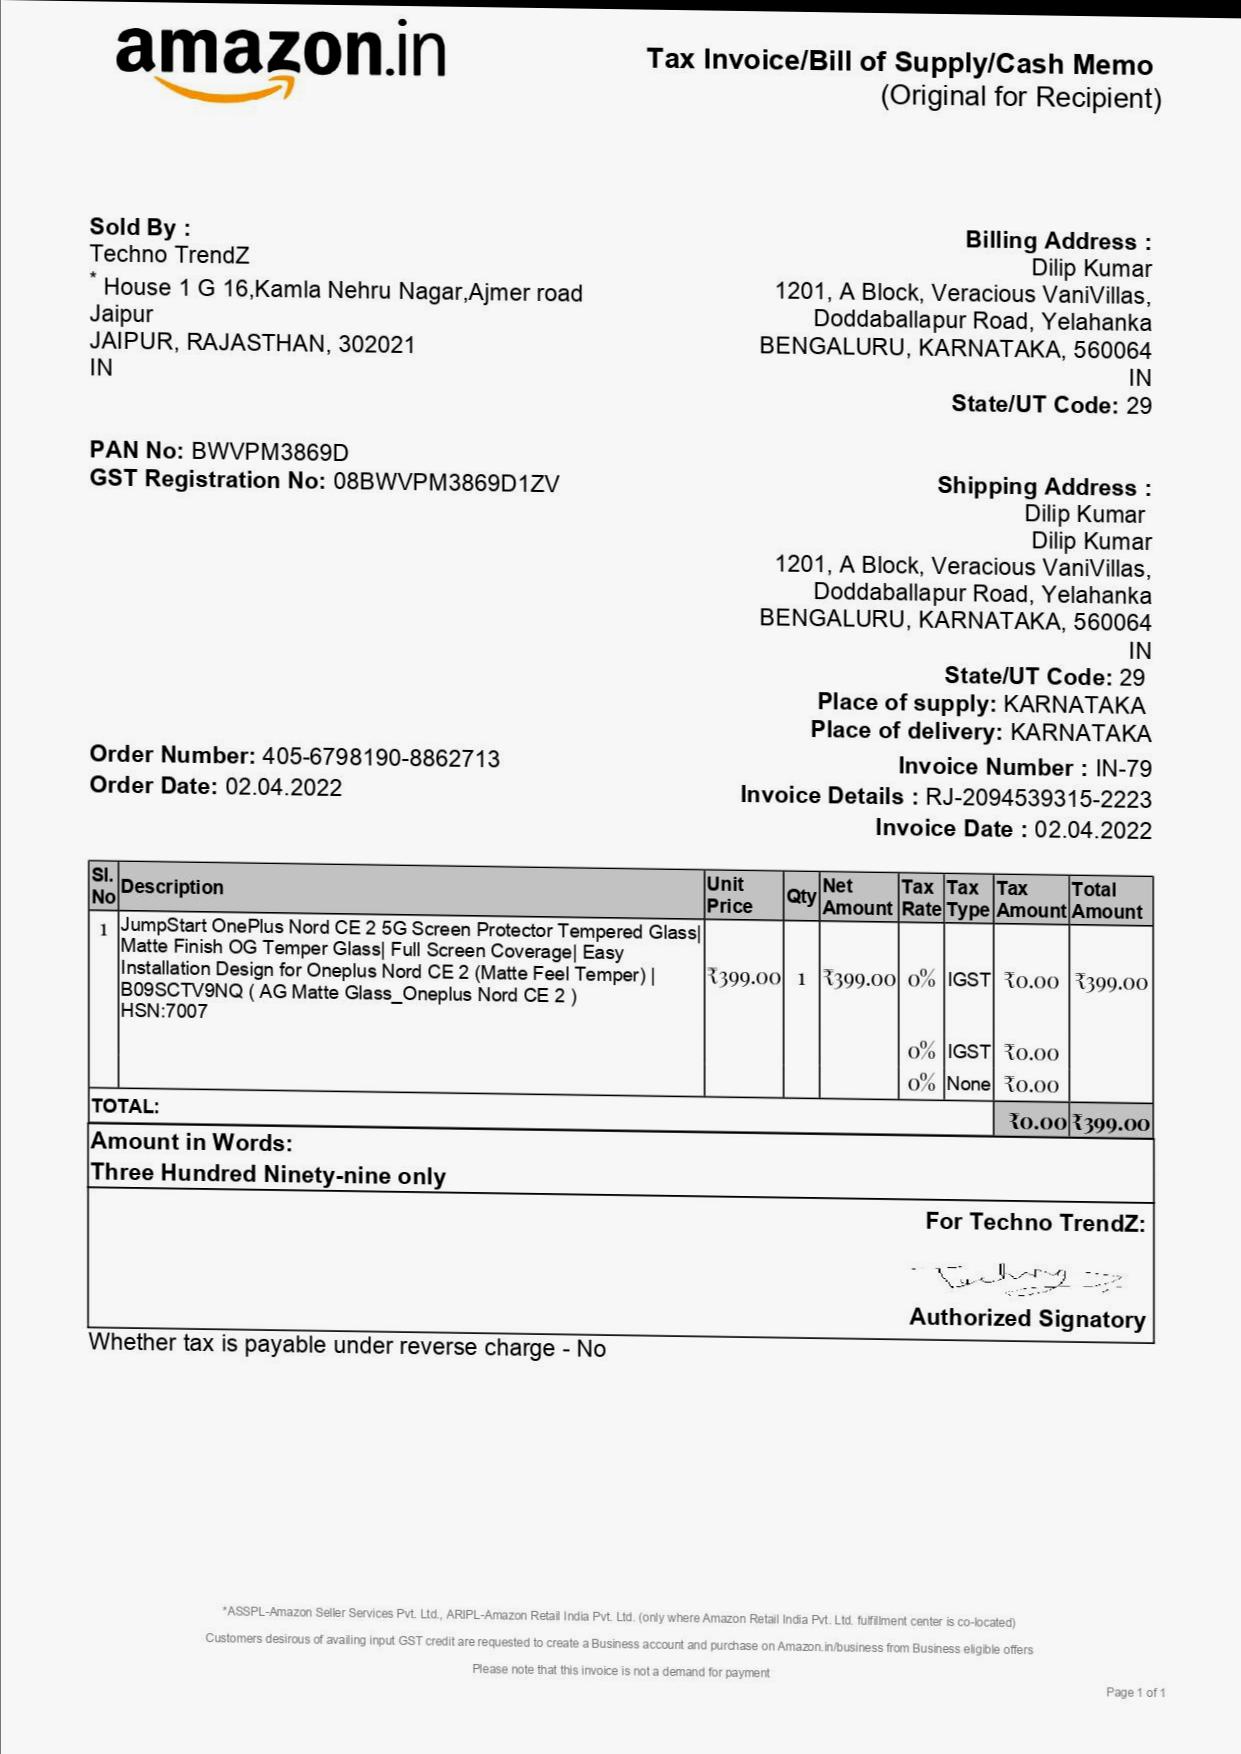 amazon.in
Tax Invoice/Bill of Supply/Cash Memo
(Original for Recipient)
Sold By :
Techno TrendZ
* House 1 G 16,Kamla Nehru Nagar,Ajmer road
Jaipur
JAIPUR, RAJASTHAN, 302021
IN
PAN No: BWVPM3869D
GST Registration No: 08BWVPM3869D1ZV
Billing Address :
Dilip Kumar
1201, A Block, Veracious VaniVillas,
Doddaballapur Road, Yelahanka
BENGALURU, KARNATAKA, 560064
IN
State/UT Code: 29
Shipping Address :
Dilip Kumar
Dilip Kumar
1201, A Block, Veracious VaniVillas,
Doddaballapur Road, Yelahanka
BENGALURU, KARNATAKA, 560064
IN
State/UT Code: 29
Place of supply: KARNATAKA
Place of delivery: KARNATAKA
Order Number: 405-6798190-8862713
Order Date: 02.04.2022
Invoice Number : IN-79
Invoice Details : RJ-2094539315-2223
Invoice Date : 02.04.2022
Sl. No Description Unit Price Qty Net Amount Tax Rate Tax Type Tax Amount Total Amount
1 JumpStart OnePlus Nord CE 2 5G Screen Protector Tempered Glass|
Matte Finish OG Temper Glass| Full Screen Coverage| Easy
Installation Design for Oneplus Nord CE 2 (Matte Feel Temper) |
B09SCTV9NQ ( AG Matte Glass_Oneplus Nord CE 2 )
HSN:7007
₹399.00 1 ₹399.00 0% IGST ₹0.00 ₹399.00
0% IGST ₹0.00
0% None ₹0.00
TOTAL: ₹0.00 ₹399.00
Amount in Words:
Three Hundred Ninety-nine only
For Techno TrendZ:
Authorized Signatory
Whether tax is payable under reverse charge - No
*ASSPL-Amazon Seller Services Pvt. Ltd., ARIPL-Amazon Retail India Pvt. Ltd. (only where Amazon Retail India Pvt. Ltd. fulfillment center is co-located)
Customers desirous of availing input GST credit are requested to create a Business account and purchase on Amazon.in/business from Business eligible offers
Please note that this invoice is not a demand for payment
Page 1 of 1